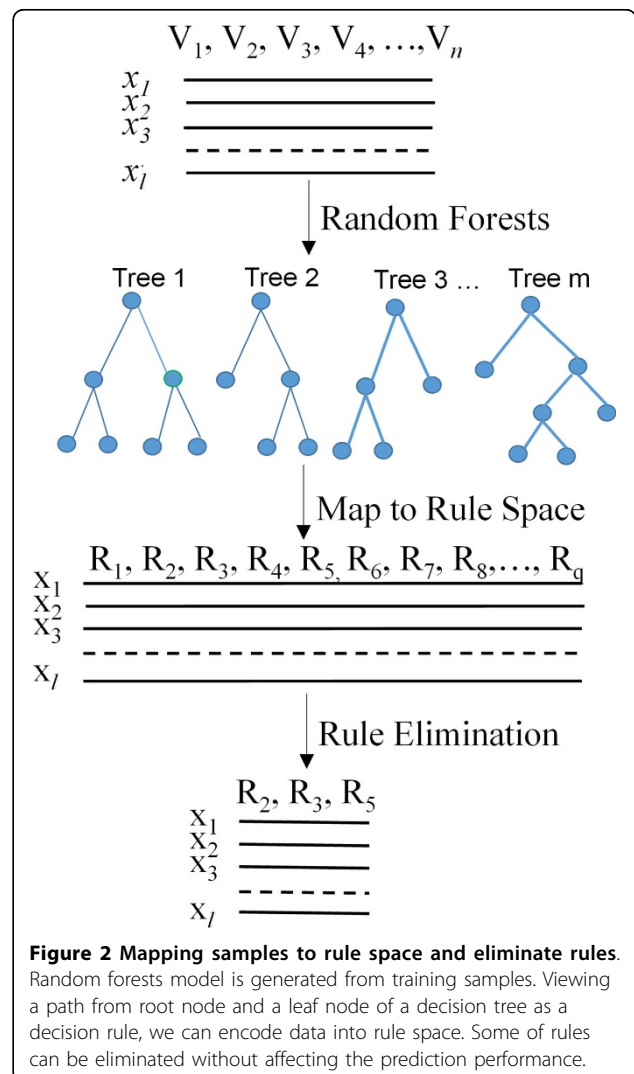 V₁, V₂, V₃, V₄, ...,Vₙ
x₁
x₂
x₃
x_l
Random Forests
Tree 1 Tree 2 Tree 3 ... Tree m
Map to Rule Space
R₁, R₂, R₃, R₄, R₅, R₆, R₇, R₈,..., R_q
x₁
x₂
x₃
x_l
Rule Elimination
R₂, R₃, R₅
x₁
x₂
x₃
x_l
Figure 2 Mapping samples to rule space and eliminate rules.
Random forests model is generated from training samples. Viewing
a path from root node and a leaf node of a decision tree as a
decision rule, we can encode data into rule space. Some of rules
can be eliminated without affecting the prediction performance.